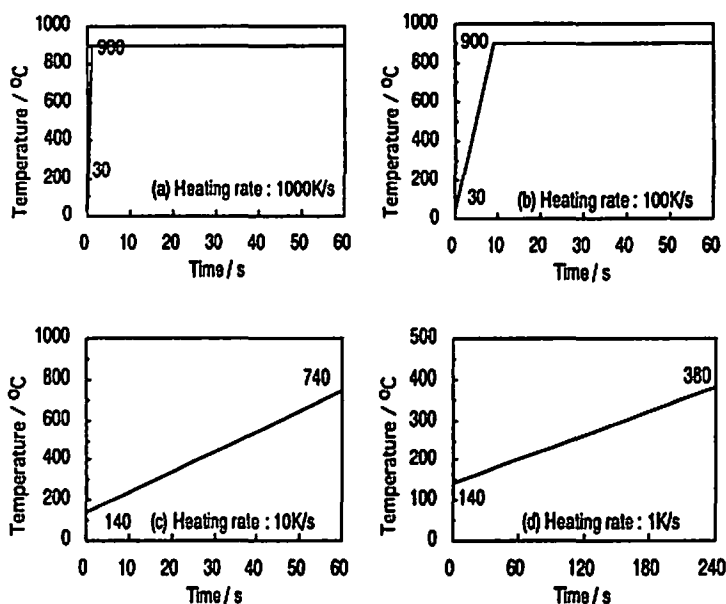 1000
900
800
600
400
200
0
30
(a) Heating rate : 1000K/s
Temperature / °C
0 10 20 30 40 50 60
Time / s
1000
900
800
600
400
200
0
30
(b) Heating rate : 100K/s
Temperature / °C
0 10 20 30 40 50 60
Time / s
1000
800
740
600
400
200
0
140
(c) Heating rate : 10K/s
Temperature / °C
0 10 20 30 40 50 60
Time / s
500
400
380
300
200
100
0
140
(d) Heating rate : 1K/s
Temperature / °C
0 60 120 180 240
Time / s